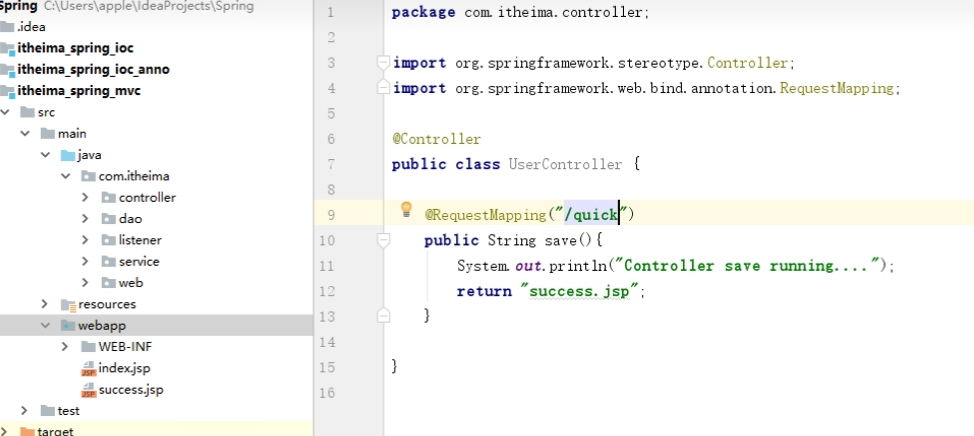 Spring C:\Users\apple\IdeaProjects\Spring
.idea
itheima_spring_ioc
itheima_spring_ioc_anno
itheima_spring_mvc
src
main
java
com.itheima
controller
dao
listener
service
web
resources
webapp
WEB-INF
index.jsp
success.jsp
test
target
1 package com.itheima.controller;
2
3 import org.springframework.stereotype.Controller;
4 import org.springframework.web.bind.annotation.RequestMapping;
5
6 @Controller
7 public class UserController {
8
9 @RequestMapping("/quick")
10 public String save(){
11 System.out.println("Controller save running....");
12 return "success.jsp";
13 }
14
15 }
16